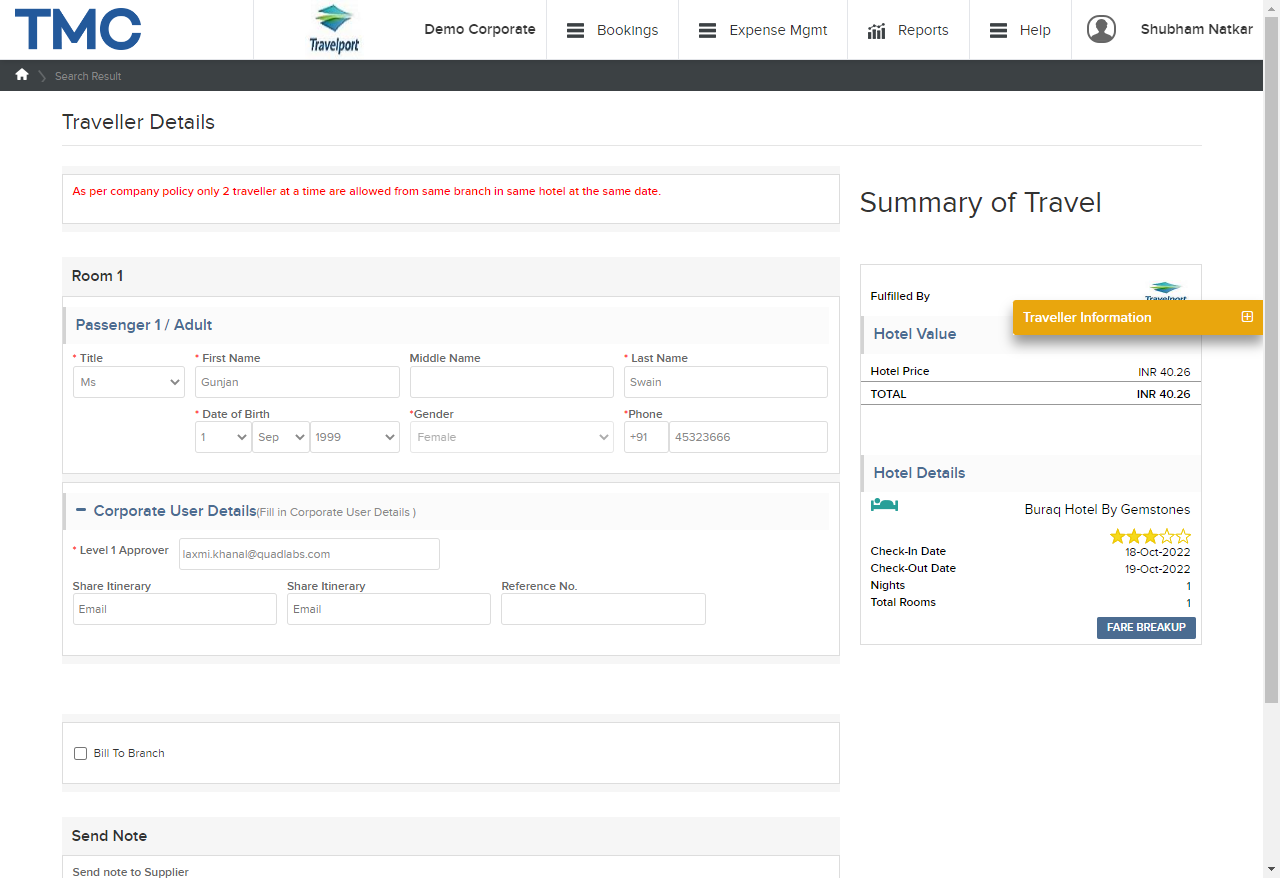 TMC
Travelport
Demo Corporate
Bookings
Expense Mgmt
Reports
Help
Shubham Natkar
Search Result
Traveller Details
As per company policy only 2 traveller at a time are allowed from same branch in same hotel at the same date.
Room 1
Passenger 1 / Adult
* Title
* First Name
Middle Name
* Last Name
Ms
Gunjan
Swain
* Date of Birth
*Gender
*Phone
1
Sep
1999
Female
+91
45323666
Corporate User Details(Fill in Corporate User Details )
* Level 1 Approver
laxmi.khanal@quadlabs.com
Share Itinerary
Share Itinerary
Reference No.
Email
Email
Bill To Branch
Send Note
Send note to Supplier
Summary of Travel
Fulfilled By
Travelport
Traveller Information
Hotel Value
Hotel Price INR 40.26
TOTAL INR 40.26
Hotel Details
Buraq Hotel By Gemstones
Check-In Date 18-Oct-2022
Check-Out Date 19-Oct-2022
Nights 1
Total Rooms 1
FARE BREAKUP